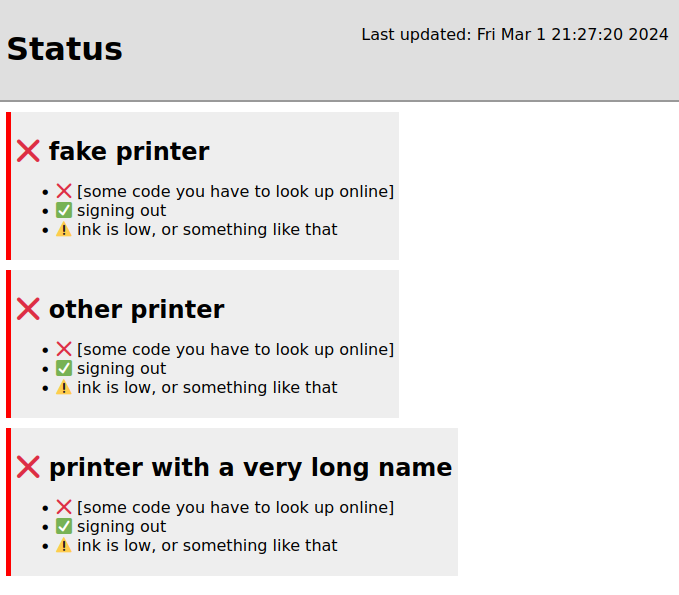 Status
Last updated: Fri Mar 1 21:27:20 2024
❌ fake printer
• ❌ [some code you have to look up online]
• ✅ signing out
• ⚠️ ink is low, or something like that
❌ other printer
• ❌ [some code you have to look up online]
• ✅ signing out
• ⚠️ ink is low, or something like that
❌ printer with a very long name
• ❌ [some code you have to look up online]
• ✅ signing out
• ⚠️ ink is low, or something like that